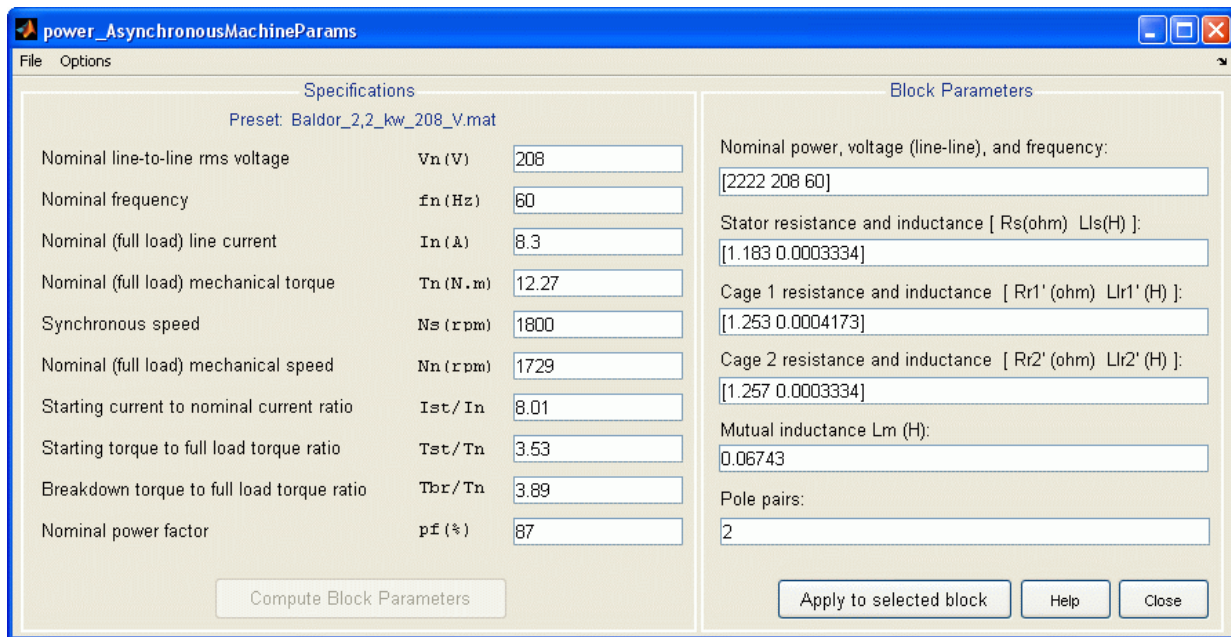 power_AsynchronousMachineParams
File Options
Specifications
Preset: Baldor_2,2_kw_208_V.mat
Nominal line-to-line rms voltage Vn(V) 208
Nominal frequency fn(Hz) 60
Nominal (full load) line current In(A) 8.3
Nominal (full load) mechanical torque Tn(N.m) 12.27
Synchronous speed Ns(rpm) 1800
Nominal (full load) mechanical speed Nn(rpm) 1729
Starting current to nominal current ratio Ist/In 8.01
Starting torque to full load torque ratio Tst/Tn 3.53
Breakdown torque to full load torque ratio Tbr/Tn 3.89
Nominal power factor pf(%) 87
Compute Block Parameters
Block Parameters
Nominal power, voltage (line-line), and frequency:
[2222 208 60]
Stator resistance and inductance [ Rs(ohm) Lls(H) ]:
[1.183 0.0003334]
Cage 1 resistance and inductance [ Rr1' (ohm) Llr1' (H) ]:
[1.253 0.0004173]
Cage 2 resistance and inductance [ Rr2' (ohm) Llr2' (H) ]:
[1.257 0.0003334]
Mutual inductance Lm (H):
0.06743
Pole pairs:
2
Apply to selected block Help Close